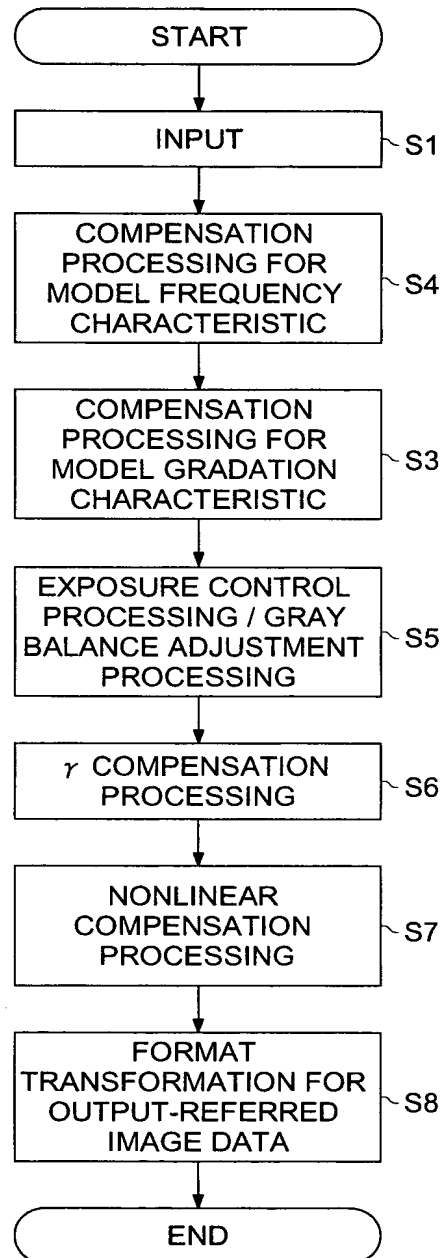 START
INPUT
S1
COMPENSATION
PROCESSING FOR
MODEL FREQUENCY
CHARACTERISTIC
S4
COMPENSATION
PROCESSING FOR
MODEL GRADATION
CHARACTERISTIC
S3
EXPOSURE CONTROL
PROCESSING / GRAY
BALANCE ADJUSTMENT
PROCESSING
S5
γ COMPENSATION
PROCESSING
S6
NONLINEAR
COMPENSATION
PROCESSING
S7
FORMAT
TRANSFORMATION FOR
OUTPUT-REFERRED
IMAGE DATA
S8
END